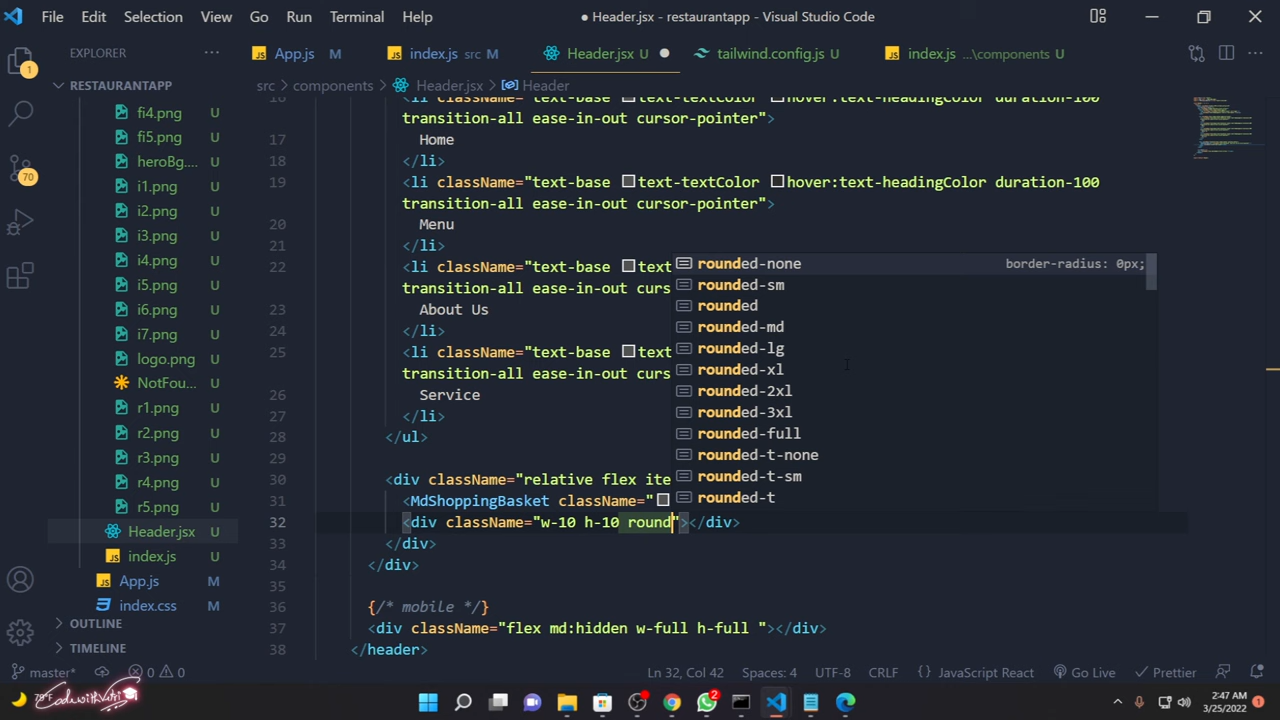 File Edit Selection View Go Run Terminal Help
● Header.jsx - restaurantapp - Visual Studio Code
EXPLORER ···
App.js M
index.js src M
Header.jsx U ●
tailwind.config.js U
index.js ...\components U
RESTAURANTAPP
src > components > Header.jsx > Header
fi4.png U
fi5.png U
heroBg.... U
i1.png U
i2.png U
i3.png U
i4.png U
i5.png U
i6.png U
i7.png U
logo.png U
NotFou... U
r1.png U
r2.png U
r3.png U
r4.png U
r5.png U
Header.jsx U
index.js U
App.js M
index.css M
OUTLINE
TIMELINE
1
70
16 <li className="text-base text-textColor hover:text-headingColor duration-100
transition-all ease-in-out cursor-pointer">
17 Home
18 </li>
19 <li className="text-base text-textColor hover:text-headingColor duration-100
transition-all ease-in-out cursor-pointer">
20 Menu
21 </li>
22 <li className="text-base text
transition-all ease-in-out curs
23 About Us
24 </li>
25 <li className="text-base text
transition-all ease-in-out curs
26 Service
27 </li>
28 </ul>
30 <div className="relative flex ite
31 <MdShoppingBasket className="
32 <div className="w-10 h-10 round"></div>
33 </div>
34 </div>
35
36 {/* mobile */}
37 <div className="flex md:hidden w-full h-full "></div>
38 </header>
rounded-none border-radius: 0px;
rounded-sm
rounded
rounded-md
rounded-lg
rounded-xl
rounded-2xl
rounded-3xl
rounded-full
rounded-t-none
rounded-t-sm
rounded-t
master* 0 0 Ln 32, Col 42 Spaces: 4 UTF-8 CRLF {} JavaScript React Go Live Prettier
2
2:47 AM
3/25/2022